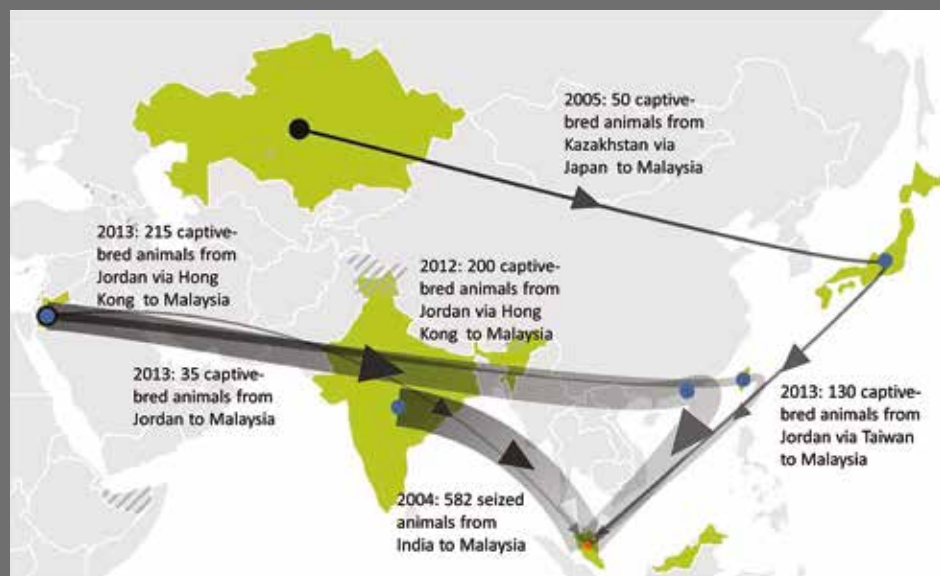 2005: 50 captive-
bred animals from
Kazakhstan via
Japan to Malaysia
2013: 215 captive-
bred animals from
Jordan via Hong
Kong to Malaysia
2012: 200 captive-
bred animals from
Jordan via Hong
Kong to Malaysia
2013: 35 captive-
bred animals from
Jordan to Malaysia
2013: 130 captive-
bred animals from
Jordan via Taiwan
to Malaysia
2004: 582 seized
animals from
India to Malaysia